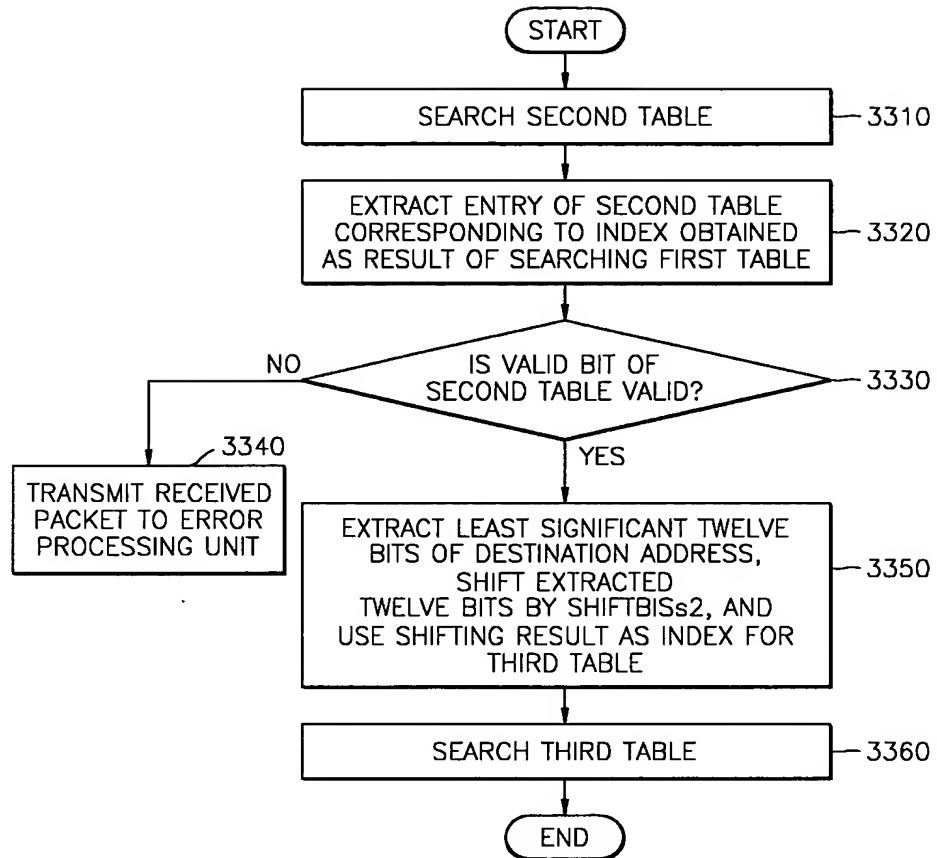 START
SEARCH SECOND TABLE
3310
EXTRACT ENTRY OF SECOND TABLE
CORRESPONDING TO INDEX OBTAINED
AS RESULT OF SEARCHING FIRST TABLE
3320
IS VALID BIT OF
SECOND TABLE VALID?
3330
NO
YES
3340
TRANSMIT RECEIVED
PACKET TO ERROR
PROCESSING UNIT
EXTRACT LEAST SIGNIFICANT TWELVE
BITS OF DESTINATION ADDRESS,
SHIFT EXTRACTED
TWELVE BITS BY SHIFTBISs2, AND
USE SHIFTING RESULT AS INDEX FOR
THIRD TABLE
3350
SEARCH THIRD TABLE
3360
END